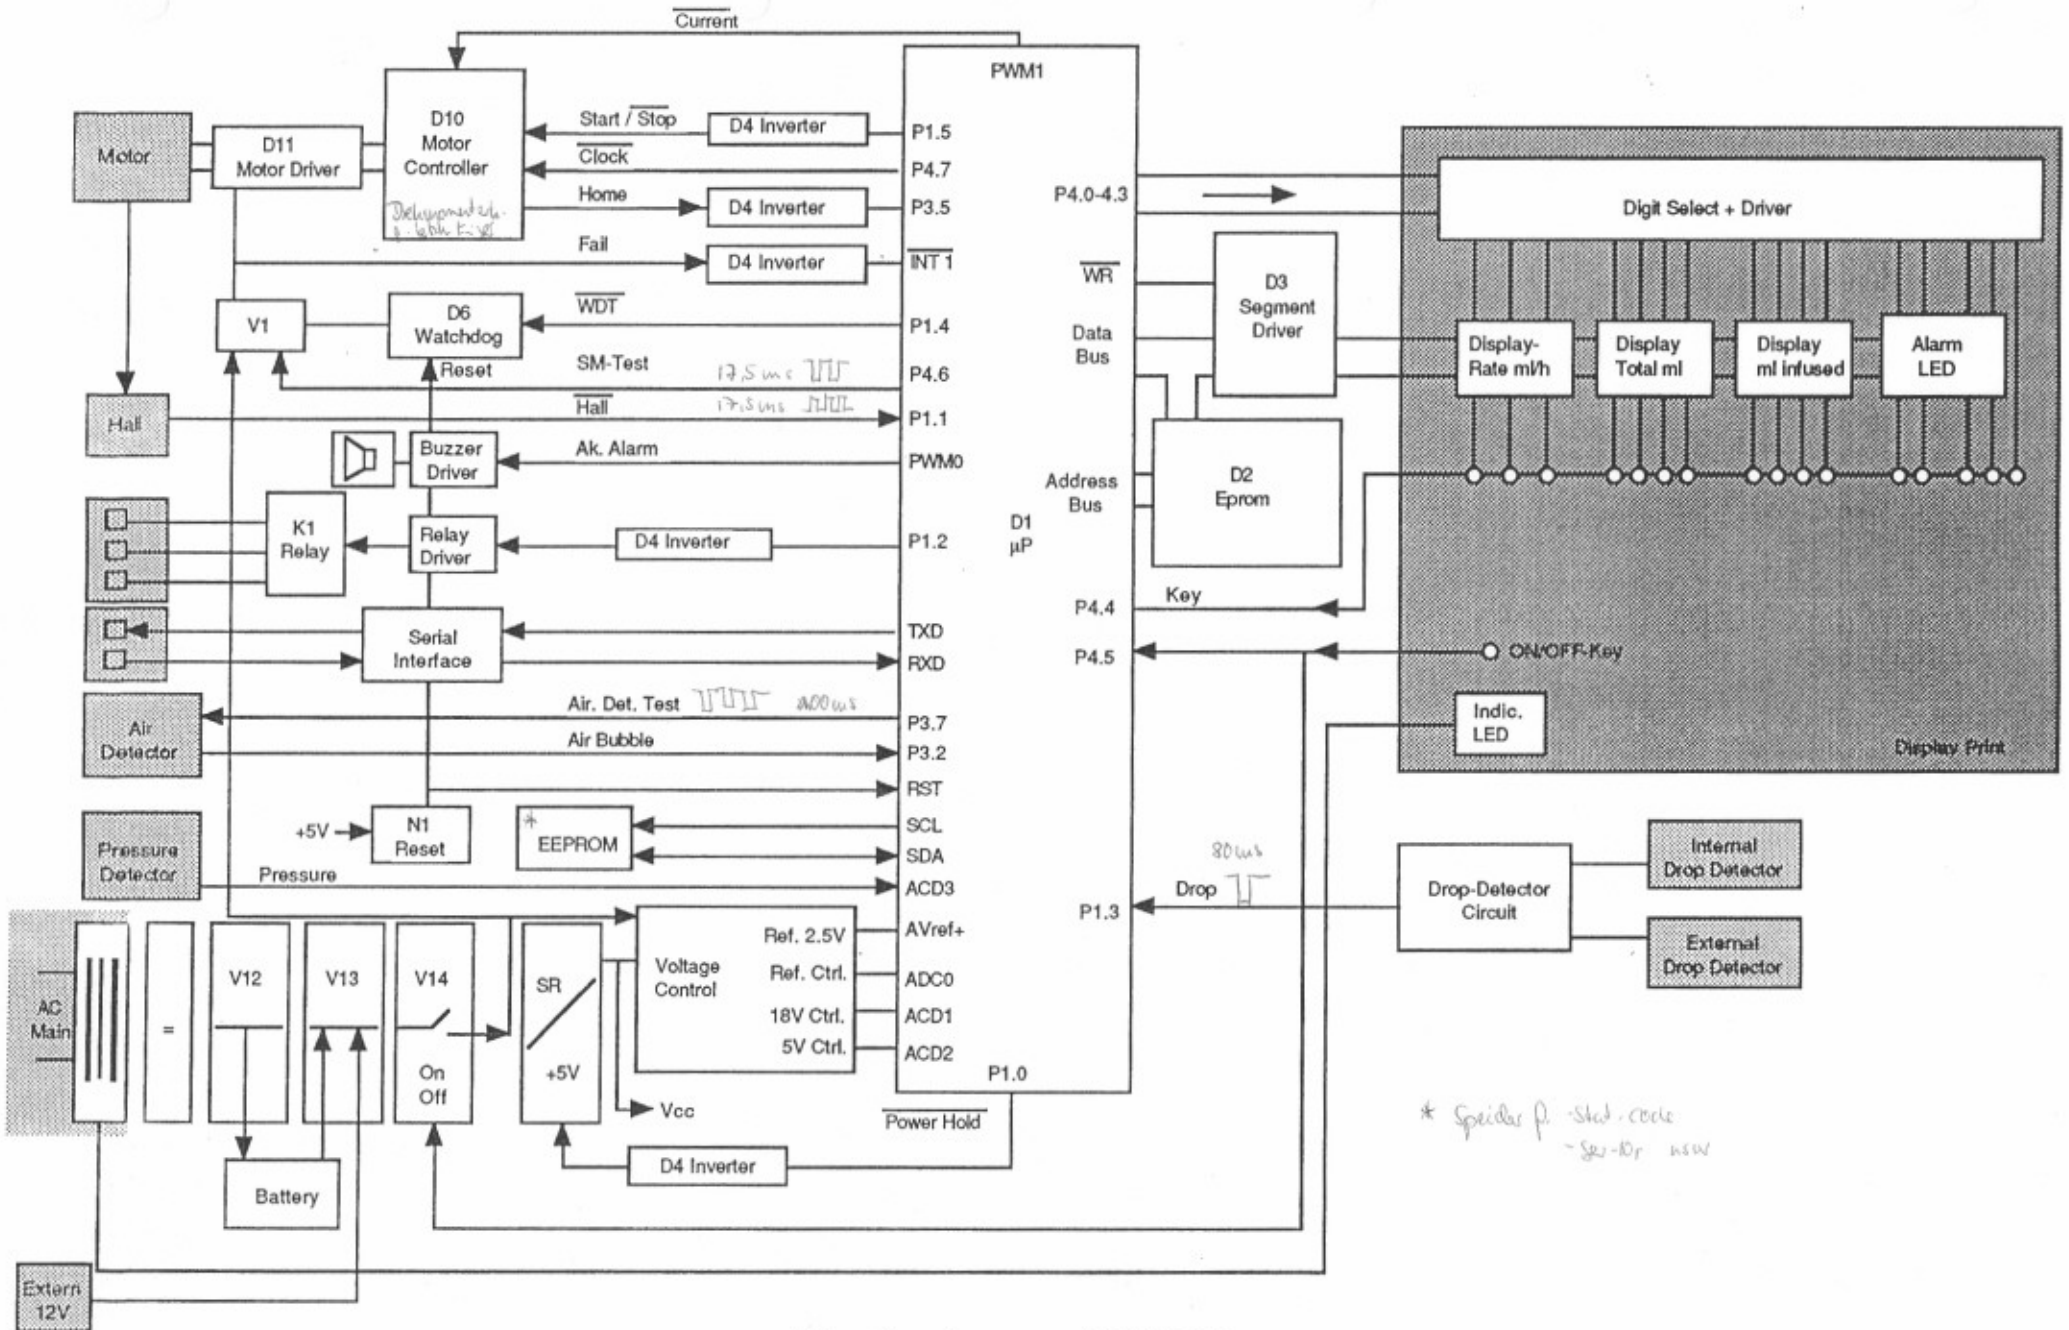 Current
PWM1
D10
Motor
Controller
Start / Stop
D4 Inverter
P1.5
Motor
D11
Motor Driver
Clock
P4.7
Home
D4 Inverter
P3.5
P4.0-4.3
Digit Select + Driver
Fail
D4 Inverter
INT 1
WR
D3
Segment
Driver
V1
D6
Watchdog
WDT
P1.4
Data
Bus
Display-
Rate ml/h
Display
Total ml
Display
ml infused
Alarm
LED
Reset
SM-Test
17,5 ms
P4.6
Hall
Hall
17,5 ms
P1.1
Buzzer
Driver
Ak. Alarm
PWM0
Address
Bus
D2
Eprom
K1
Relay
Relay
Driver
D4 Inverter
P1.2
D1
µP
P4.4
Key
Serial
Interface
TXD
RXD
P4.5
ON/OFF-Key
Air
Detector
Air. Det. Test
P3.7
Air Bubble
P3.2
Indic.
LED
Display Print
RST
+5V
N1
Reset
*
EEPROM
SCL
SDA
Pressure
Detector
Pressure
ACD3
80ms
Drop
P1.3
Drop-Detector
Circuit
Internal
Drop Detector
External
Drop Detector
AC
Main
=
V12
V13
V14
On
Off
SR
+5V
Voltage
Control
Ref. 2.5V
AVref+
Ref. Ctrl.
ADC0
18V Ctrl.
ACD1
5V Ctrl.
ACD2
P1.0
Vcc
Power Hold
D4 Inverter
Battery
Extern
12V